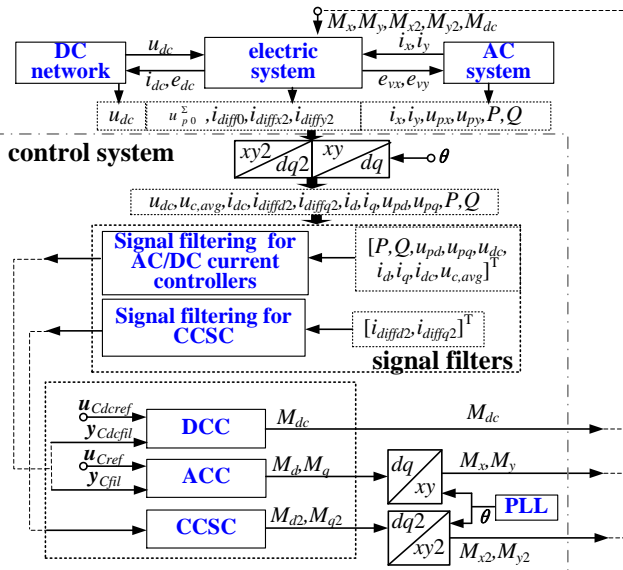 M_x,M_y,M_x2,M_y2,M_dc
DC network
u_dc
i_dc,e_dc
electric system
i_x,i_y
e_vx,e_vy
AC system
u_dc
u_p0^Σ,i_diff0,i_diffx2,i_diffy2
i_x,i_y,u_px,u_py,P,Q
control system
xy2
dq2
xy
dq
θ
u_dc,u_c,avg,i_dc,i_diffd2,i_diffq2,i_d,i_q,u_pd,u_pq,P,Q
Signal filtering for
AC/DC current
controllers
[P,Q,u_pd,u_pq,u_dc,
i_d,i_q,i_dc,u_c,avg]^T
Signal filtering for
CCSC
[i_diffd2,i_diffq2]^T
signal filters
u_Cdcref
y_Cdcfil
DCC
M_dc
M_dc
u_Cref
y_Cfil
ACC
M_d,M_q
dq
xy
M_x,M_y
PLL
θ
CCSC
M_d2,M_q2
dq2
xy2
M_x2,M_y2